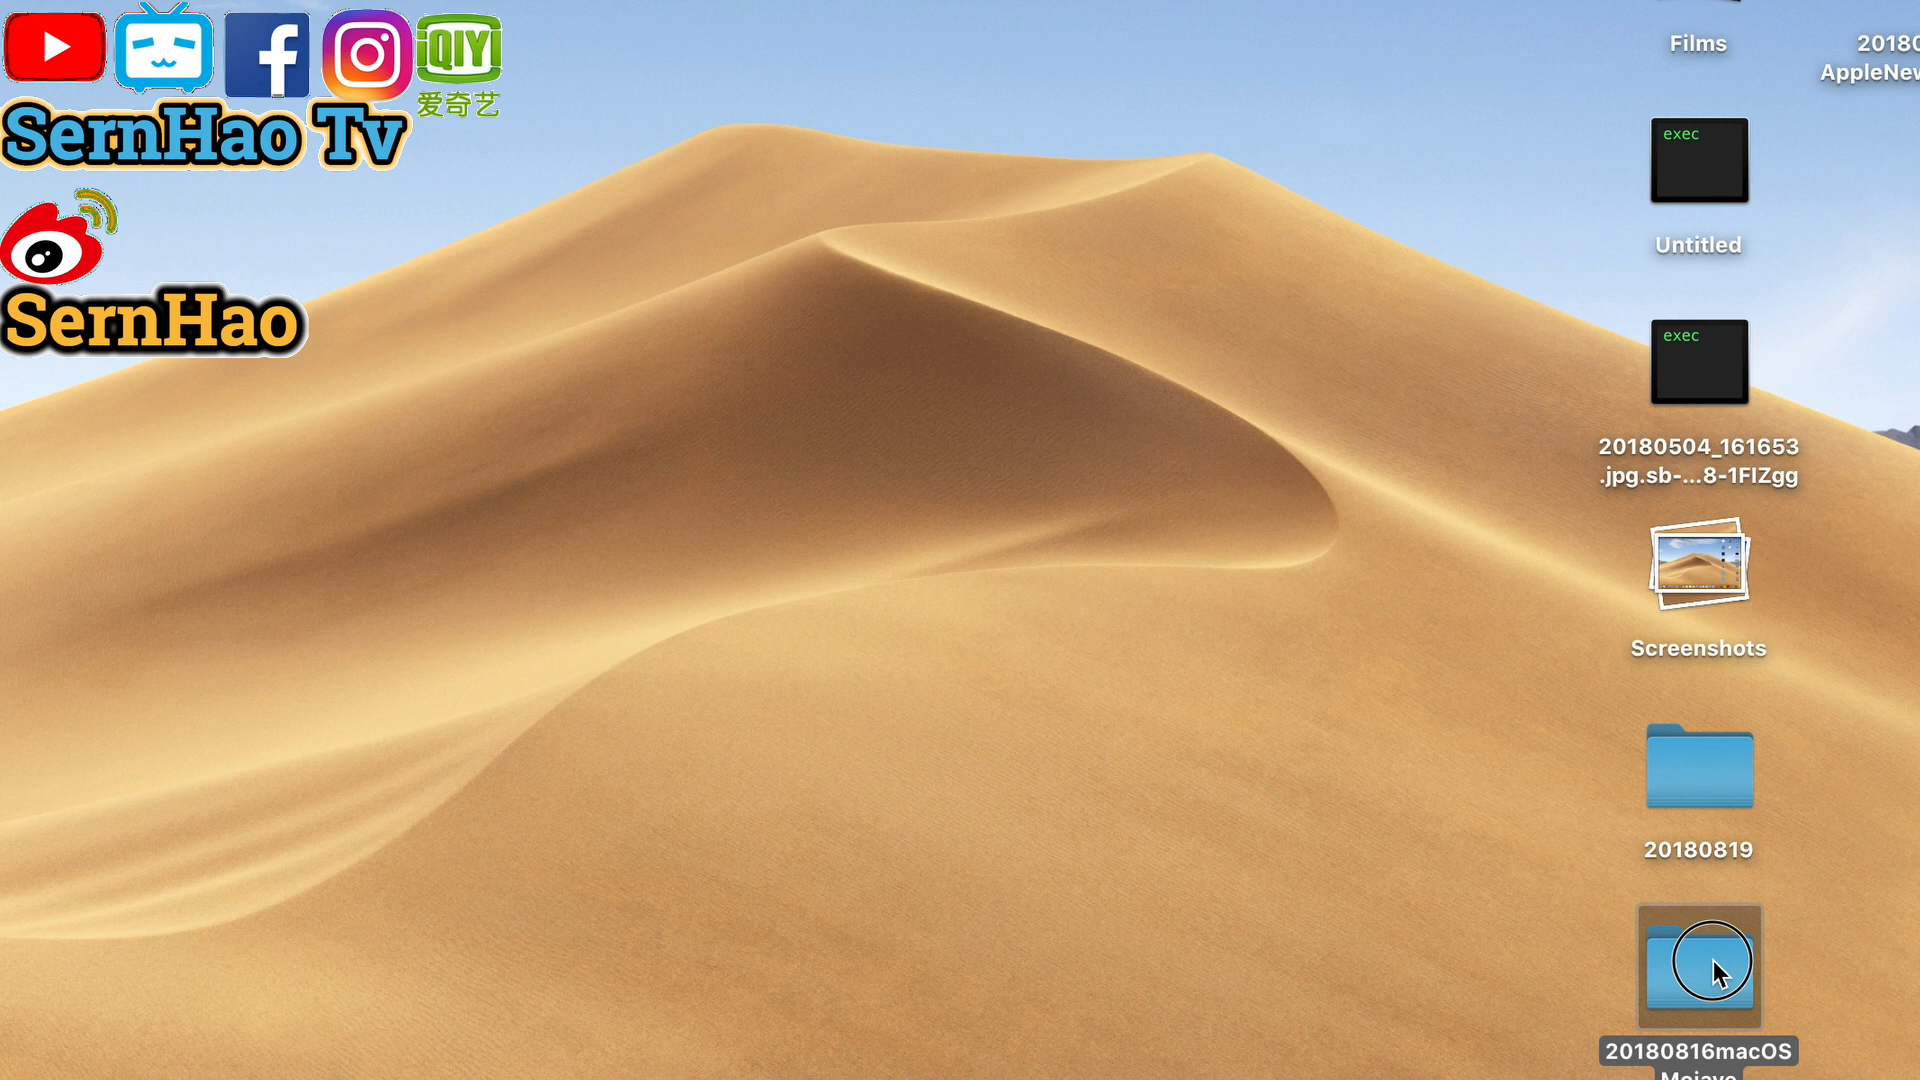 iQIYI
爱奇艺
SernHao Tv
SernHao
Films
exec
Untitled
exec
20180504_161653
.jpg.sb-...8-1FIZgg
Screenshots
20180819
20180816macOS
Mojave